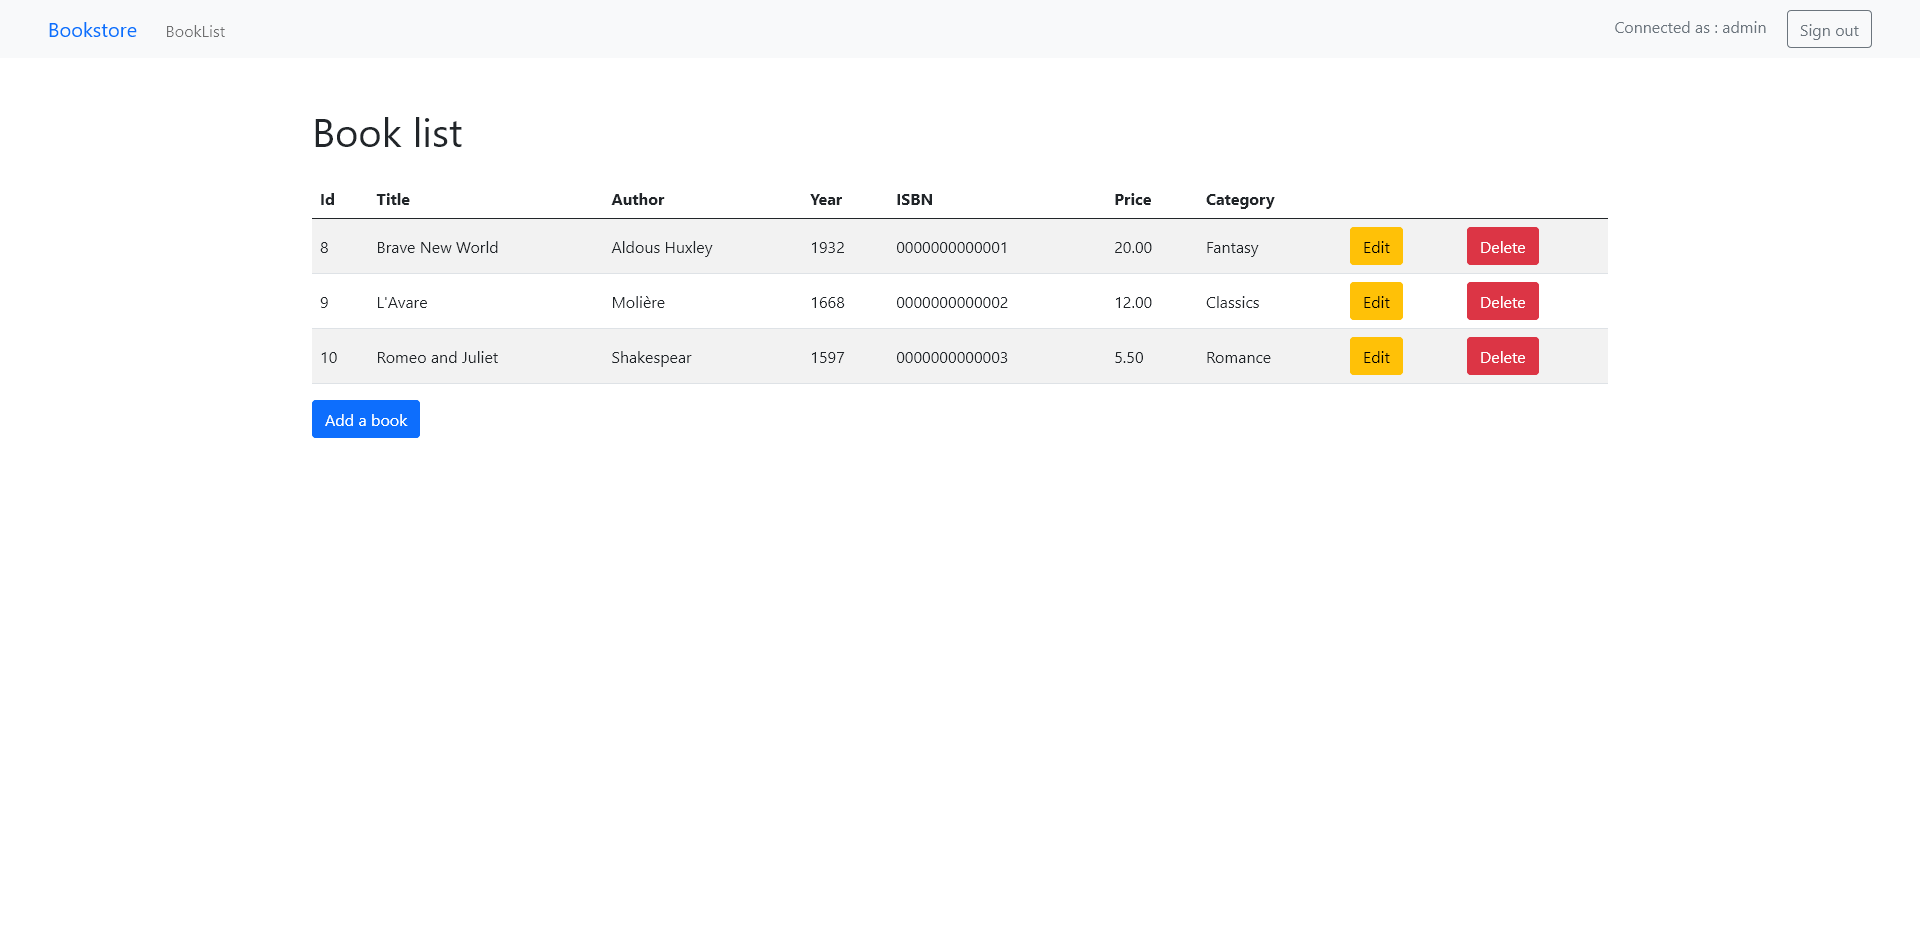 Bookstore BookList Connected as : admin Sign out
Book list
Id Title Author Year ISBN Price Category
8 Brave New World Aldous Huxley 1932 0000000000001 20.00 Fantasy Edit Delete
9 L'Avare Molière 1668 0000000000002 12.00 Classics Edit Delete
10 Romeo and Juliet Shakespear 1597 0000000000003 5.50 Romance Edit Delete
Add a book